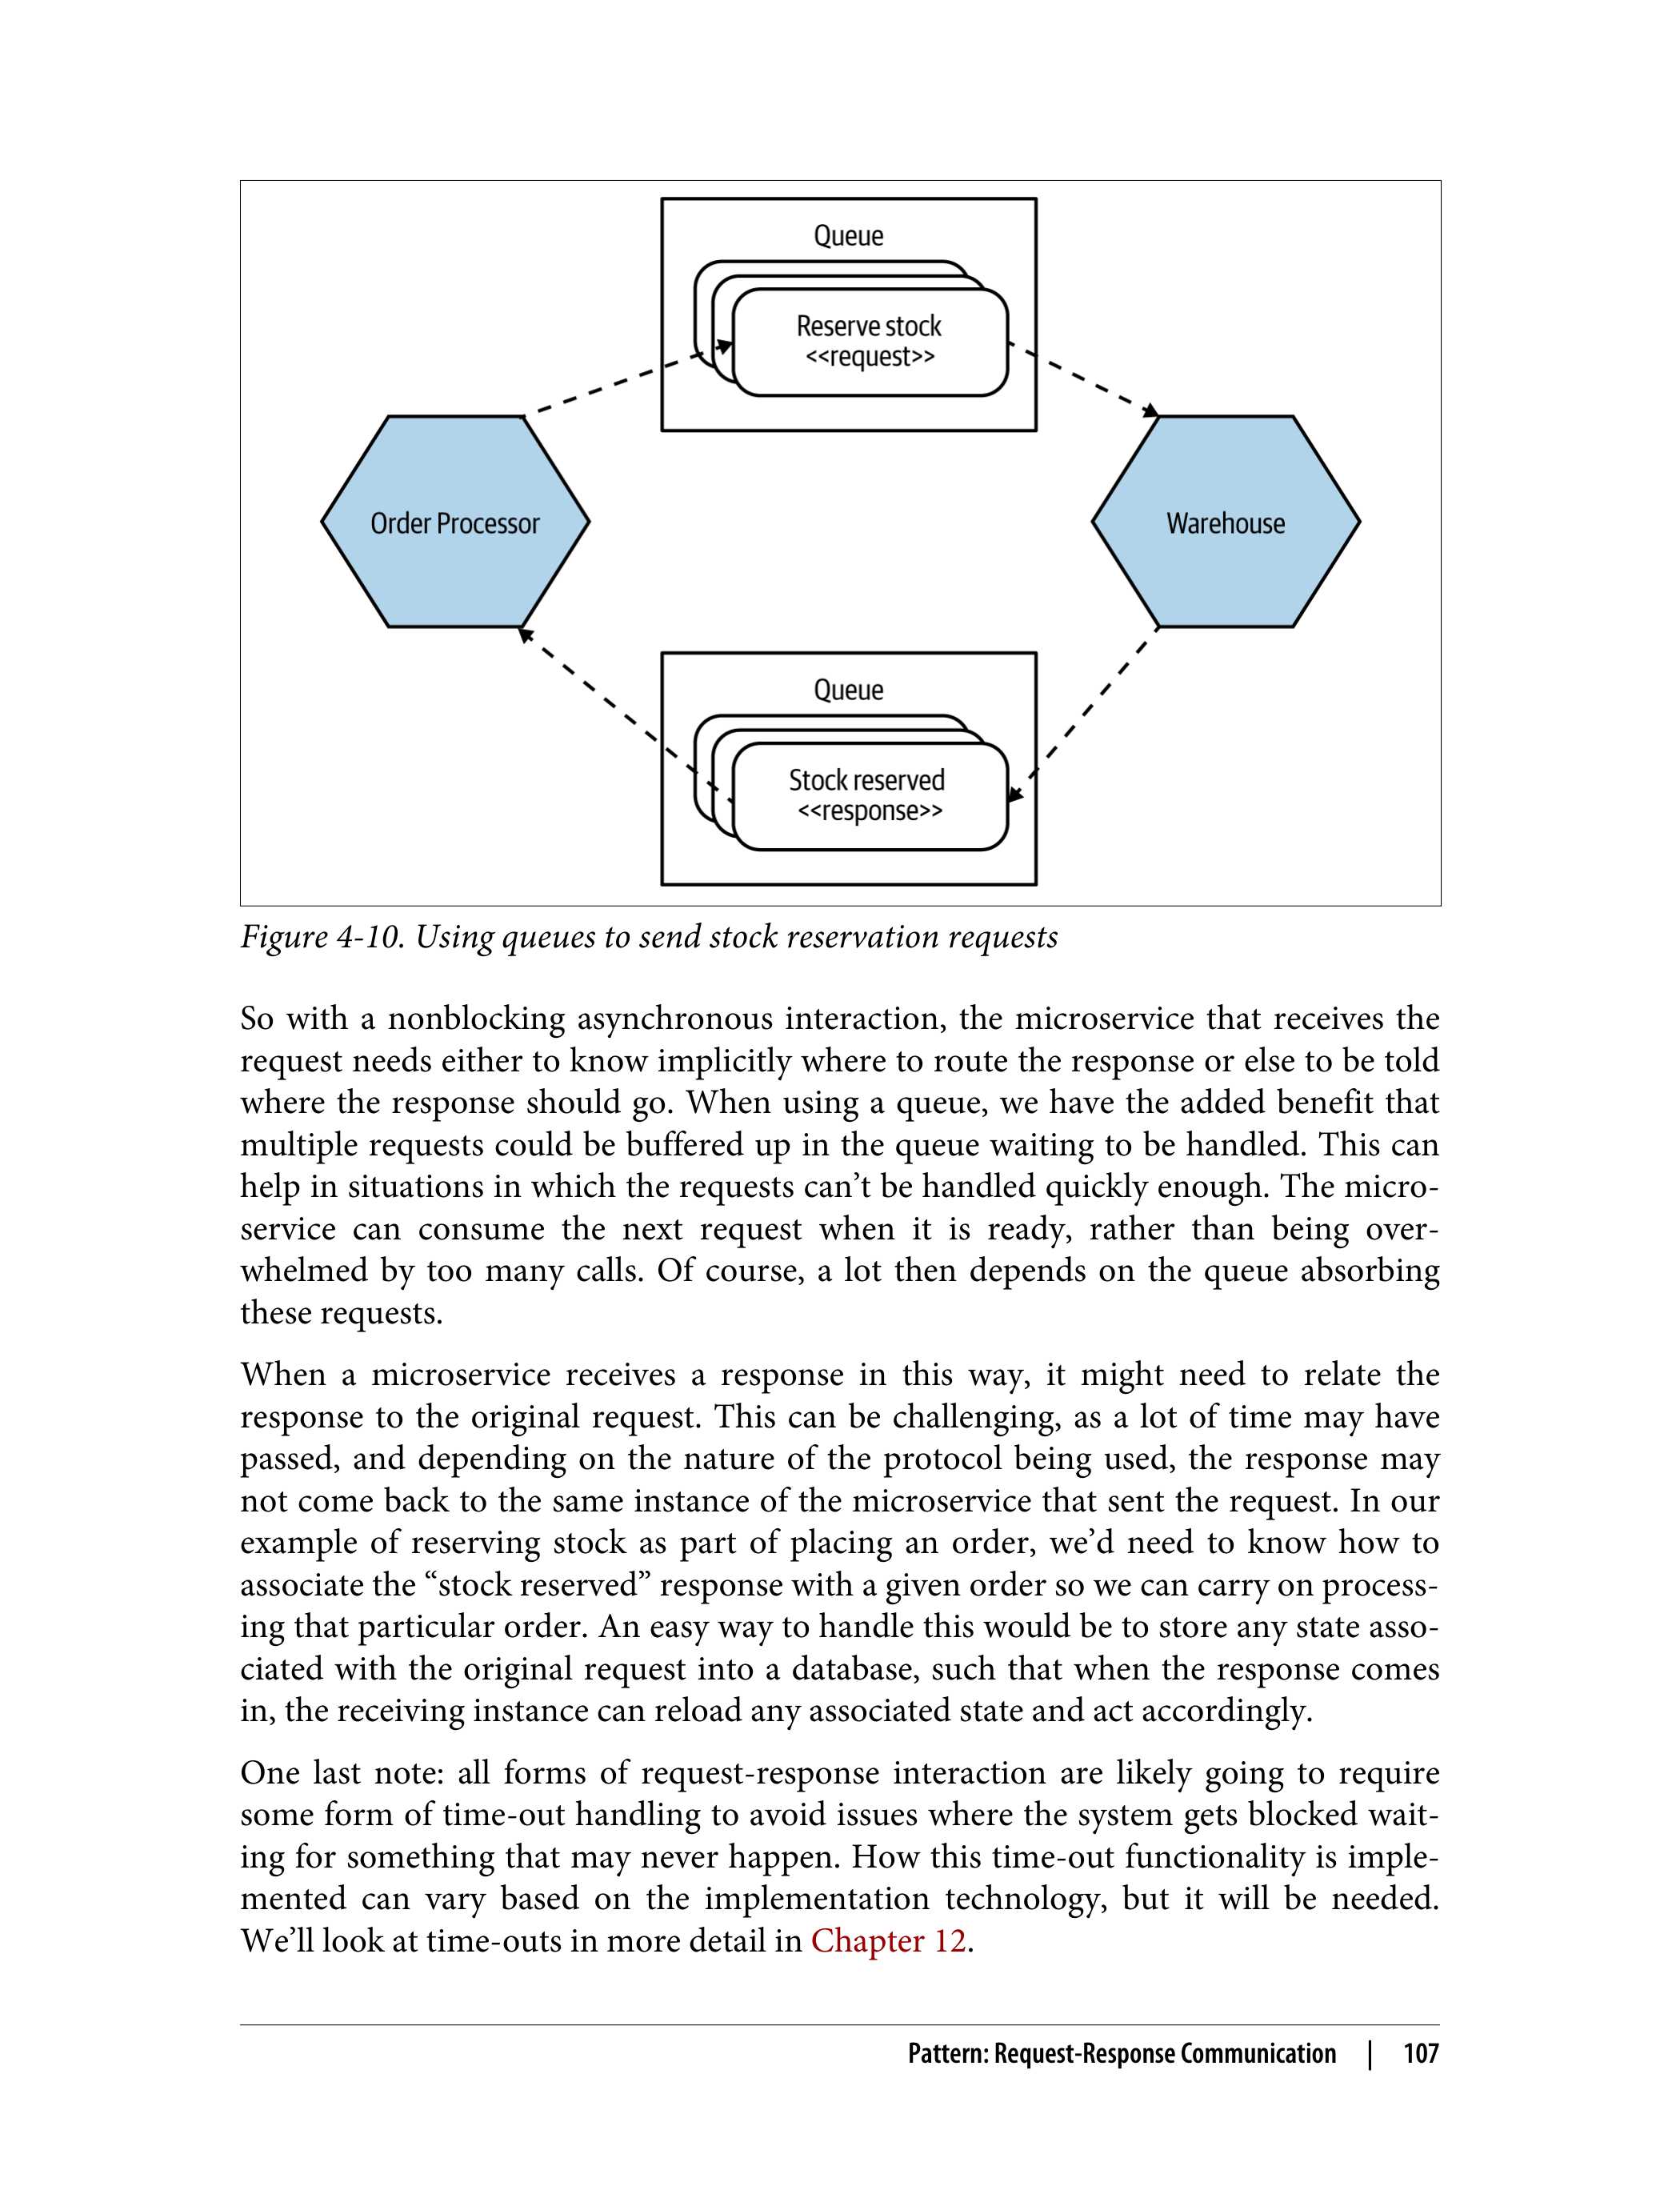 Queue
Reserve stock
<<request>>
Order Processor
Warehouse
Queue
Stock reserved
<<response>>
Figure 4-10. Using queues to send stock reservation requests
So with a nonblocking asynchronous interaction, the microservice that receives the
request needs either to know implicitly where to route the response or else to be told
where the response should go. When using a queue, we have the added benefit that
multiple requests could be buffered up in the queue waiting to be handled. This can
help in situations in which the requests can’t be handled quickly enough. The micro-
service can consume the next request when it is ready, rather than being over-
whelmed by too many calls. Of course, a lot then depends on the queue absorbing
these requests.
When a microservice receives a response in this way, it might need to relate the
response to the original request. This can be challenging, as a lot of time may have
passed, and depending on the nature of the protocol being used, the response may
not come back to the same instance of the microservice that sent the request. In our
example of reserving stock as part of placing an order, we’d need to know how to
associate the “stock reserved” response with a given order so we can carry on process-
ing that particular order. An easy way to handle this would be to store any state asso-
ciated with the original request into a database, such that when the response comes
in, the receiving instance can reload any associated state and act accordingly.
One last note: all forms of request-response interaction are likely going to require
some form of time-out handling to avoid issues where the system gets blocked wait-
ing for something that may never happen. How this time-out functionality is imple-
mented can vary based on the implementation technology, but it will be needed.
We’ll look at time-outs in more detail in Chapter 12.
Pattern: Request-Response Communication | 107